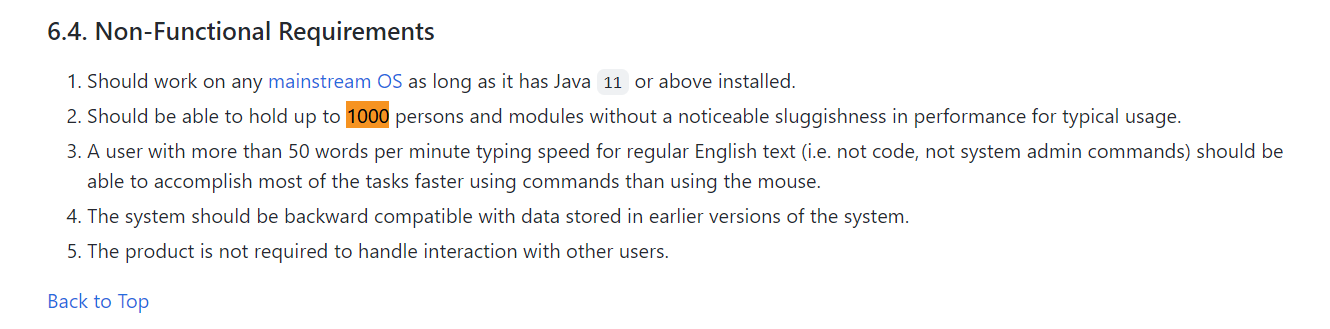 6.4. Non-Functional Requirements
1. Should work on any mainstream OS as long as it has Java 11 or above installed.
2. Should be able to hold up to 1000 persons and modules without a noticeable sluggishness in performance for typical usage.
3. A user with more than 50 words per minute typing speed for regular English text (i.e. not code, not system admin commands) should be
able to accomplish most of the tasks faster using commands than using the mouse.
4. The system should be backward compatible with data stored in earlier versions of the system.
5. The product is not required to handle interaction with other users.
Back to Top